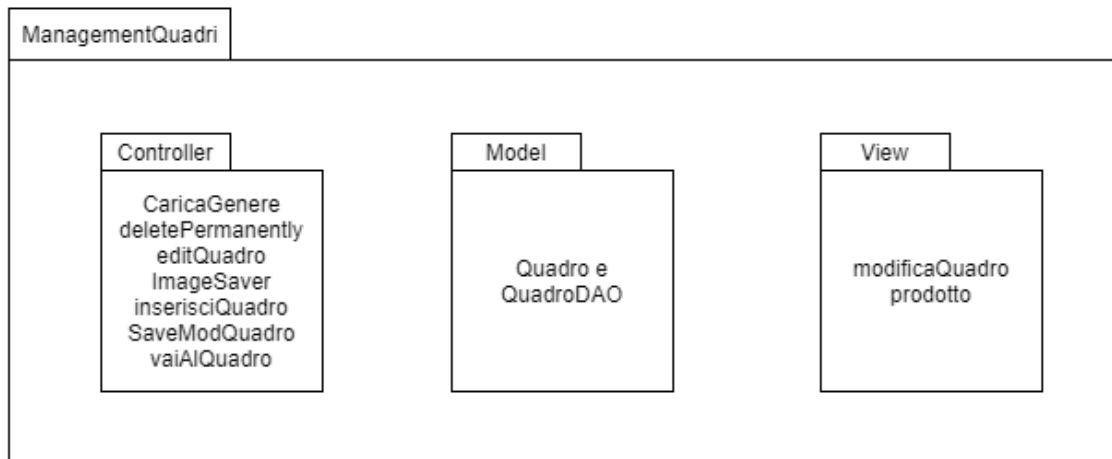 ManagementQuadri
Controller
CaricaGenere
deletePermanently
editQuadro
ImageSaver
inserisciQuadro
SaveModQuadro
vaiAlQuadro
Model
Quadro e
QuadroDAO
View
modificaQuadro
prodotto